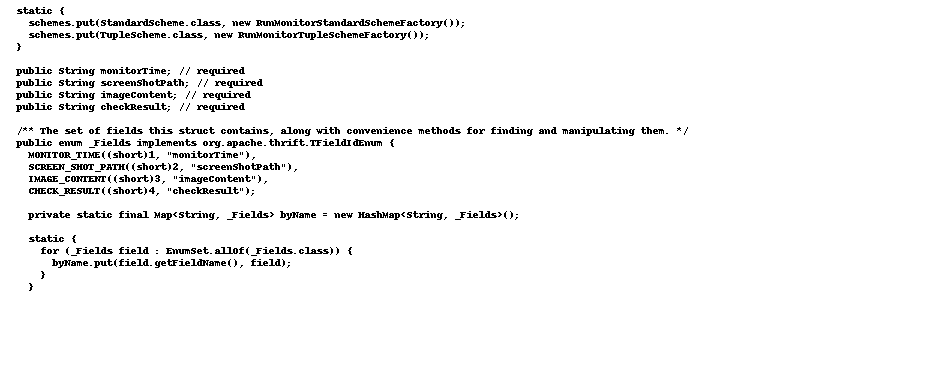 static {
schemes.put(StandardScheme.class, new RunMonitorStandardSchemeFactory());
schemes.put(TupleScheme.class, new RunMonitorTupleSchemeFactory());
}
public String monitorTime; // required
public String screenShotPath; // required
public String imageContent; // required
public String checkResult; // required
/** The set of fields this struct contains, along with convenience methods for finding and manipulating them. */
public enum _Fields implements org.apache.thrift.TFieldIdEnum {
MONITOR_TIME((short)1, "monitorTime"),
SCREEN_SHOT_PATH((short)2, "screenShotPath"),
IMAGE_CONTENT((short)3, "imageContent"),
CHECK_RESULT((short)4, "checkResult");
private static final Map<String, _Fields> byName = new HashMap<String, _Fields>();
static {
for (_Fields field : EnumSet.allOf(_Fields.class)) {
byName.put(field.getFieldName(), field);
}
}